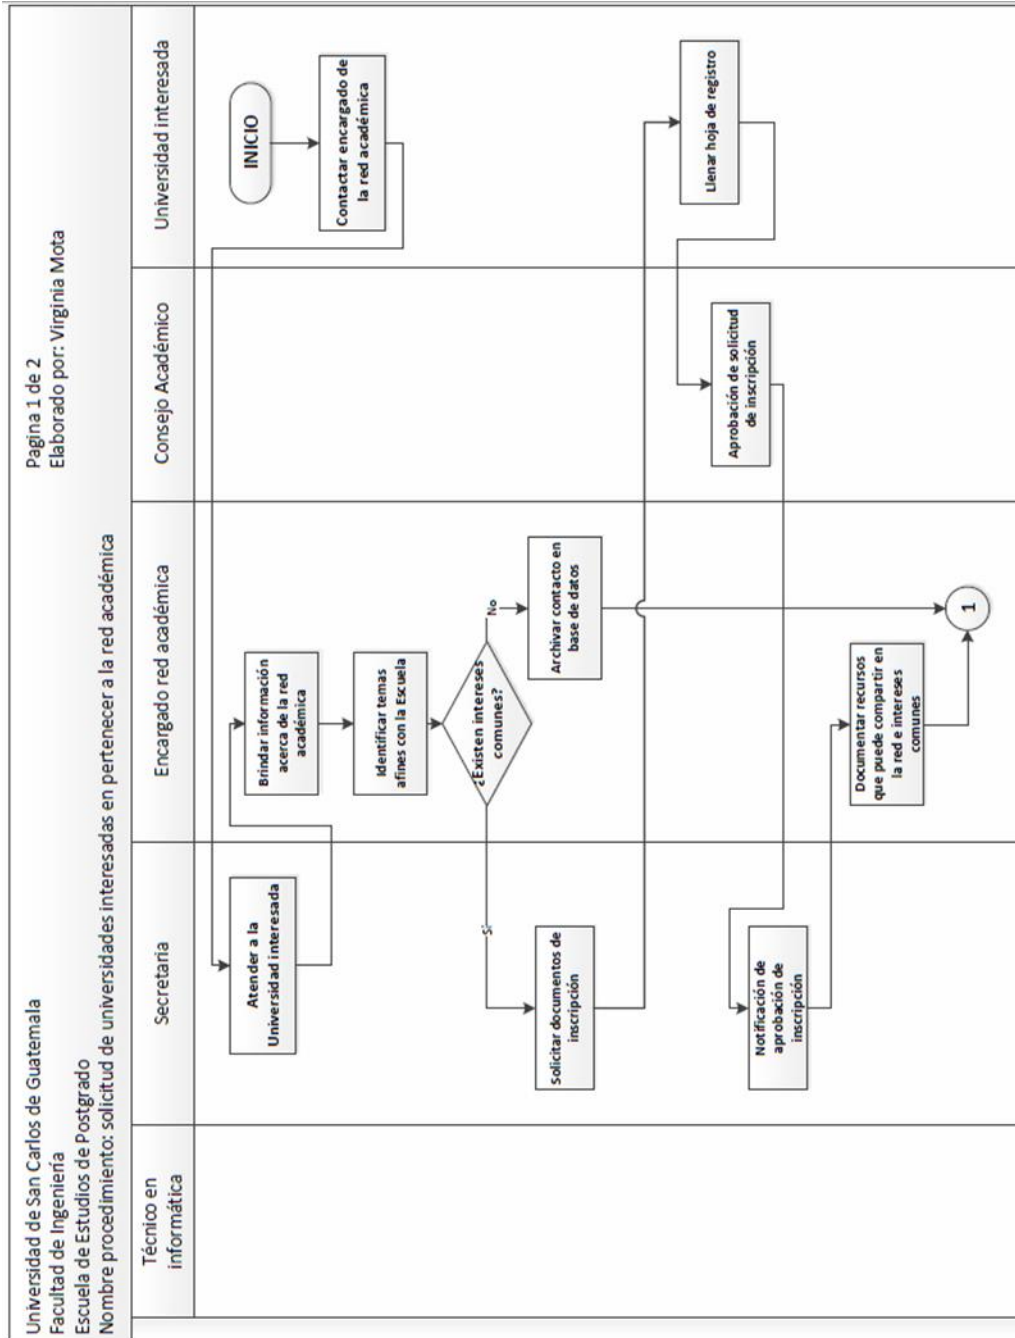 Universidad de San Carlos de Guatemala
Facultad de Ingeniería
Escuela de Estudios de Postgrado
Nombre procedimiento: solicitud de universidades interesadas en pertenecer a la red académica
Pagina 1 de 2
Elaborado por: Virginia Mota
Técnico en
informática
Secretaria
Encargado red académica
Consejo Académico
Universidad interesada
INICIO
Contactar encargado de
la red académica
Atender a la
Universidad interesada
Brindar información
acerca de la red
académica
Identificar temas
afines con la Escuela
¿Existen intereses
comunes?
No
Archivar contacto en
base de datos
Si
Solicitar documentos de
inscripción
Llenar hoja de registro
Aprobación de solicitud
de inscripción
Notificación de
aprobación de
inscripción
Documentar recursos
que puede compartir en
la red e intereses
comunes
1